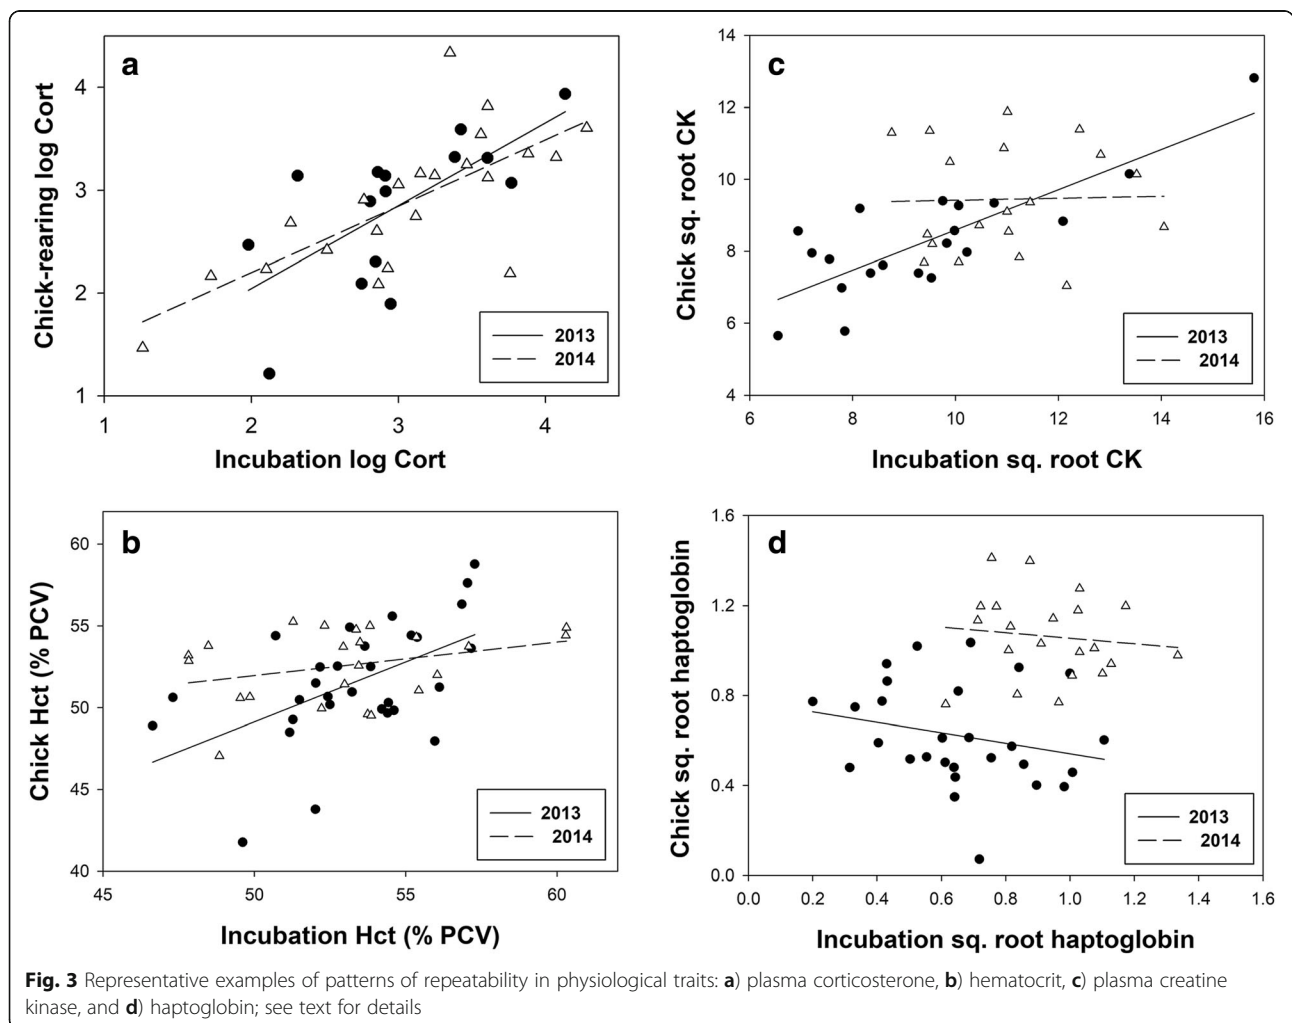 a
Chick-rearing log Cort
4
3
2
1
1 2 3 4
Incubation log Cort
2013
2014
c
Chick sq. root CK
14
12
10
8
6
4
6 8 10 12 14 16
Incubation sq. root CK
2013
2014
b
Chick Hct (% PCV)
60
55
50
45
40
45 50 55 60
Incubation Hct (% PCV)
2013
2014
d
Chick sq. root haptoglobin
1.6
1.2
0.8
0.4
0.0
0.0 0.2 0.4 0.6 0.8 1.0 1.2 1.4 1.6
Incubation sq. root haptoglobin
2013
2014
Fig. 3 Representative examples of patterns of repeatability in physiological traits: a) plasma corticosterone, b) hematocrit, c) plasma creatine
kinase, and d) haptoglobin; see text for details